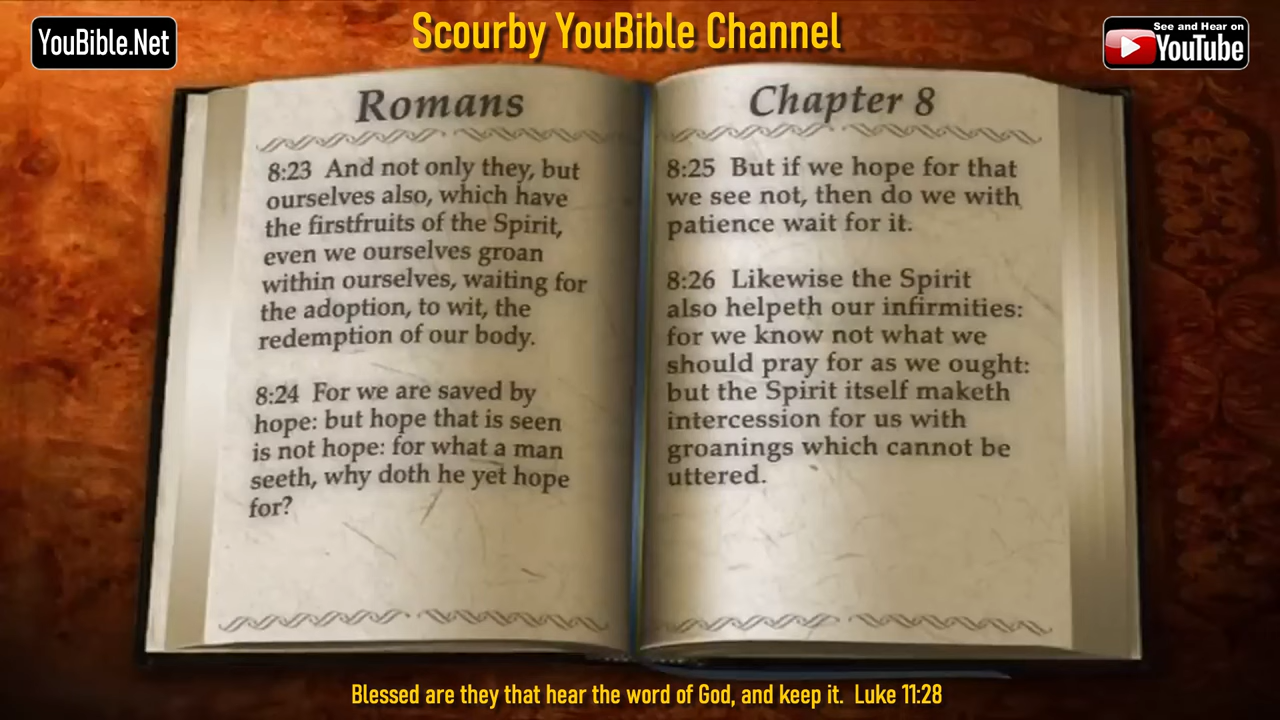 YouBible.Net
Scourby YouBible Channel
See and Hear on
YouTube
Romans
8:23 And not only they, but
ourselves also, which have
the firstfruits of the Spirit,
even we ourselves groan
within ourselves, waiting for
the adoption, to wit, the
redemption of our body.
8:24 For we are saved by
hope: but hope that is seen
is not hope: for what a man
seeth, why doth he yet hope
for?
Chapter 8
8:25 But if we hope for that
we see not, then do we with
patience wait for it.
8:26 Likewise the Spirit
also helpeth our infirmities:
for we know not what we
should pray for as we ought:
but the Spirit itself maketh
intercession for us with
groanings which cannot be
uttered.
Blessed are they that hear the word of God, and keep it. Luke 11:28